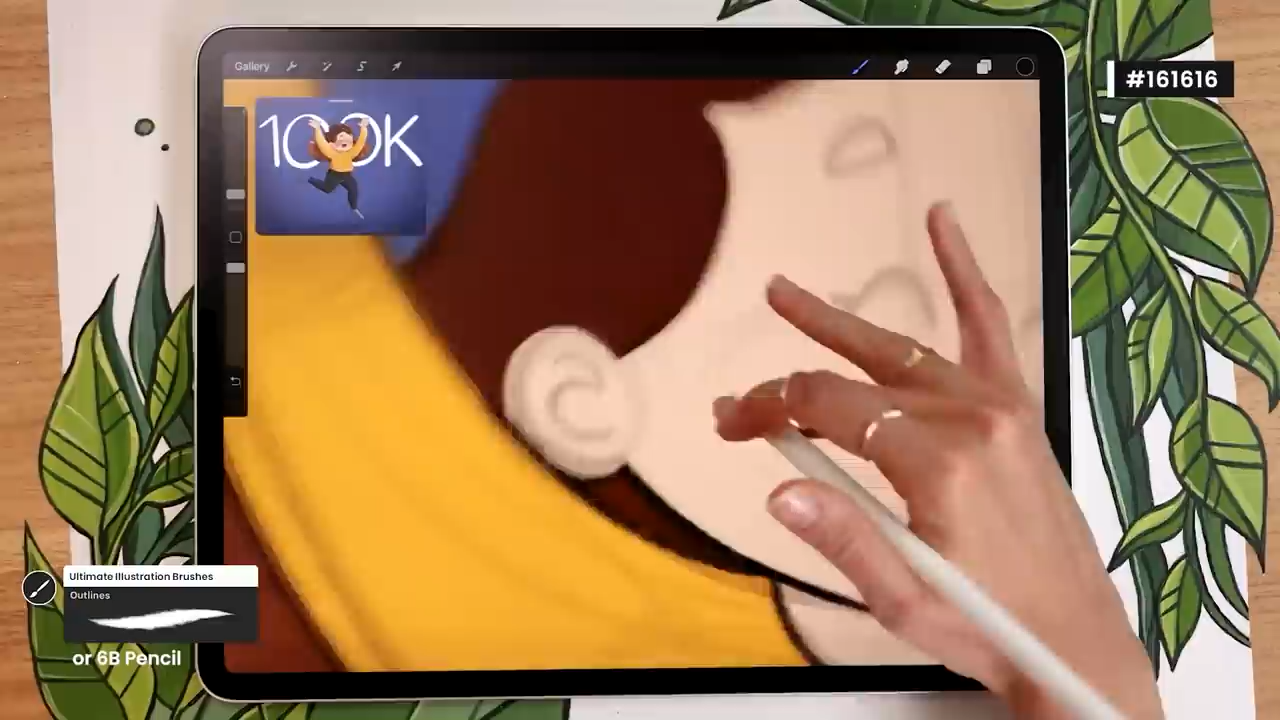 Gallery
#161616
100K
Ultimate Illustration Brushes
Outlines
or 6B Pencil